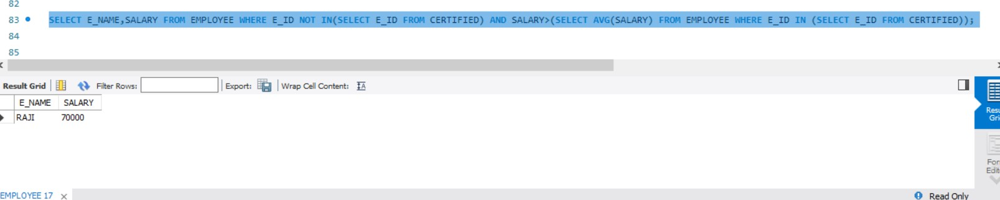 82
83 SELECT E_NAME,SALARY FROM EMPLOYEE WHERE E_ID NOT IN(SELECT E_ID FROM CERTIFIED) AND SALARY>(SELECT AVG(SALARY) FROM EMPLOYEE WHERE E_ID IN (SELECT E_ID FROM CERTIFIED));
84
85
Result Grid Filter Rows: Export: Wrap Cell Content:
E_NAME SALARY
RAJI 70000
Resu
Gri
For
Edit
EMPLOYEE 17 Read Only